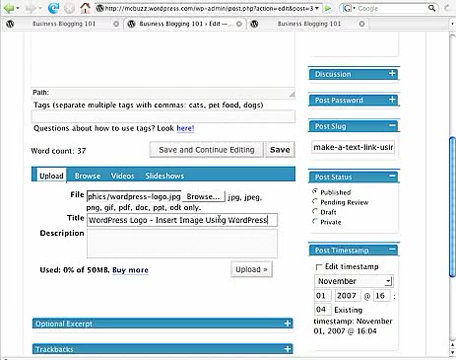 http://mcbuzz.wordpress.com/wp-admin/post.php?action=edit&post=3
Google
Business Blogging 101
Business Blogging 101 › Edit —
Business Blogging 101
Path:
Tags (separate multiple tags with commas: cats, pet food, dogs)
Questions about how to use tags? Look here!
Word count: 37
Save and Continue Editing
Save
Upload
Browse
Videos
Slideshows
File
phics/wordpress-logo.jpg
Browse...
jpg, jpeg,
png, gif, pdf, doc, ppt, odt only.
Title
WordPress Logo - Insert Image Using WordPress
Description
Used: 0% of 50MB. Buy more
Upload »
Optional Excerpt
Trackbacks
Discussion
Post Password
Post Slug
make-a-text-link-usin
Post Status
Published
Pending Review
Draft
Private
Post Timestamp
Edit timestamp
November
01
2007
@ 16
:
04
Existing
timestamp: November
01, 2007 @ 16:04